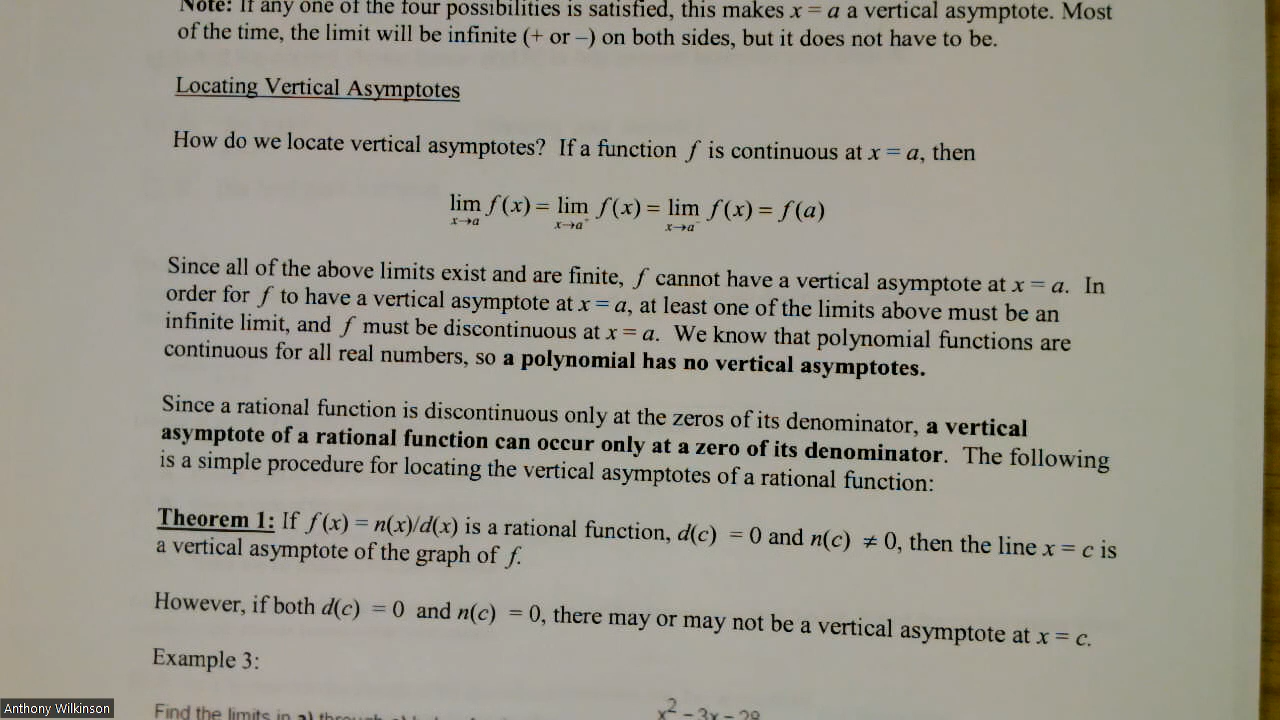 Note: If any one of the four possibilities is satisfied, this makes x = a a vertical asymptote. Most
of the time, the limit will be infinite (+ or –) on both sides, but it does not have to be.
Locating Vertical Asymptotes
How do we locate vertical asymptotes? If a function f is continuous at x = a, then
lim f(x) = lim f(x) = lim f(x) = f(a)
x→a x→a⁺ x→a⁻
Since all of the above limits exist and are finite, f cannot have a vertical asymptote at x = a. In
order for f to have a vertical asymptote at x = a, at least one of the limits above must be an
infinite limit, and f must be discontinuous at x = a. We know that polynomial functions are
continuous for all real numbers, so a polynomial has no vertical asymptotes.
Since a rational function is discontinuous only at the zeros of its denominator, a vertical
asymptote of a rational function can occur only at a zero of its denominator. The following
is a simple procedure for locating the vertical asymptotes of a rational function:
Theorem 1: If f(x) = n(x)/d(x) is a rational function, d(c) = 0 and n(c) ≠ 0, then the line x = c is
a vertical asymptote of the graph of f.
However, if both d(c) = 0 and n(c) = 0, there may or may not be a vertical asymptote at x = c.
Example 3:
Find the limits in a) through
x² – 3x – 28
Anthony Wilkinson